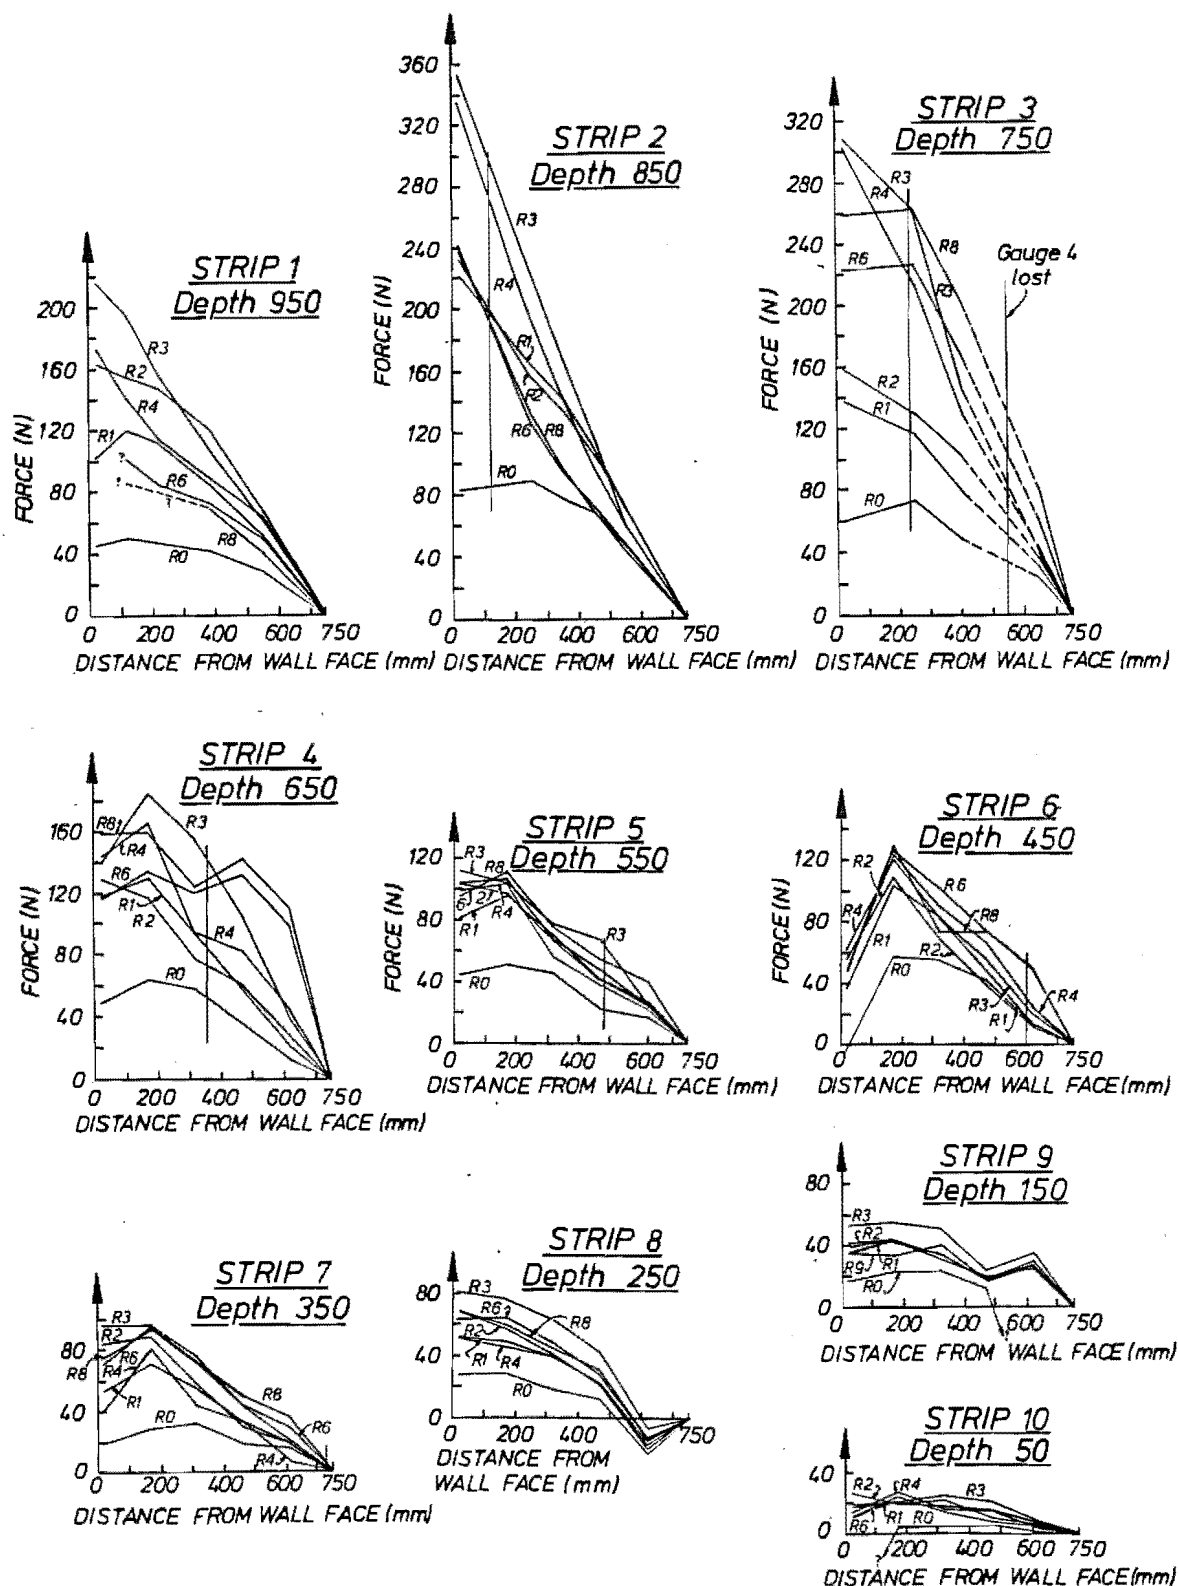 STRIP 1
Depth 950
FORCE (N)
200
160
120
80
40
0
R3
R2
R4
R1
?
R6
?
?
R8
R0
0 200 400 600 750
DISTANCE FROM WALL FACE (mm)
STRIP 2
Depth 850
FORCE (N)
360
320
280
240
200
160
120
80
40
0
R3
R4
R1
R2
R6
R8
R0
0 200 400 600 750
DISTANCE FROM WALL FACE (mm)
STRIP 3
Depth 750
FORCE (N)
320
280
240
200
160
120
80
40
0
R3
R4
R8
R6
R3
Gauge 4
lost
R2
R1
R0
0 200 400 600 750
DISTANCE FROM WALL FACE (mm)
STRIP 4
Depth 650
FORCE (N)
160
120
80
40
0
R8
R3
R4
R6
R1
R2
R4
R0
0 200 400 600 750
DISTANCE FROM WALL FACE (mm)
STRIP 5
Depth 550
FORCE (N)
120
80
40
0
R3
R8
6
2
R4
R1
R3
R0
0 200 400 600 750
DISTANCE FROM WALL FACE (mm)
STRIP 6
Depth 450
FORCE (N)
120
80
40
0
R2
R6
R4
R8
R1
R2
R0
R3
R1
R4
0 200 400 600 750
DISTANCE FROM WALL FACE (mm)
STRIP 7
Depth 350
80
40
0
R3
R2
R8
R6
R4
R1
R8
R0
R6
R4
0 200 400 600 750
DISTANCE FROM WALL FACE (mm)
STRIP 8
Depth 250
80
40
0
R3
R6
R8
R2
R1
R4
R0
0 200 400 600 750
DISTANCE FROM
WALL FACE (mm)
STRIP 9
Depth 150
80
40
0
R3
R2
R9
R1
R0
0 200 400 600 750
DISTANCE FROM WALL FACE (mm)
STRIP 10
Depth 50
40
0
R2
R4
R3
R6
R1
R0
0 200 400 600 750
DISTANCE FROM WALL FACE (mm)